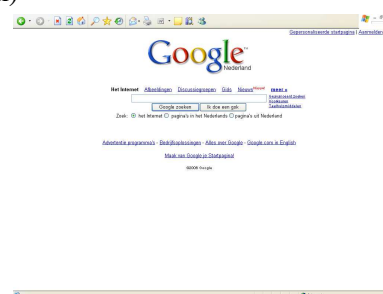 Gepersonaliseerde startpagina | Aanmelden
Google™
Nederland
Het Internet Afbeeldingen Discussiegroepen Gids Nieuws Nieuw! meer »
Google zoeken Ik doe een gok
Geavanceerd zoeken
Voorkeuren
Taalhulpmiddelen
Zoek: het Internet pagina's in het Nederlands pagina's uit Nederland
Advertentie programma's - Bedrijfsoplossingen - Alles over Google - Google.com in English
Maak van Google je Startpagina!
©2006 Google